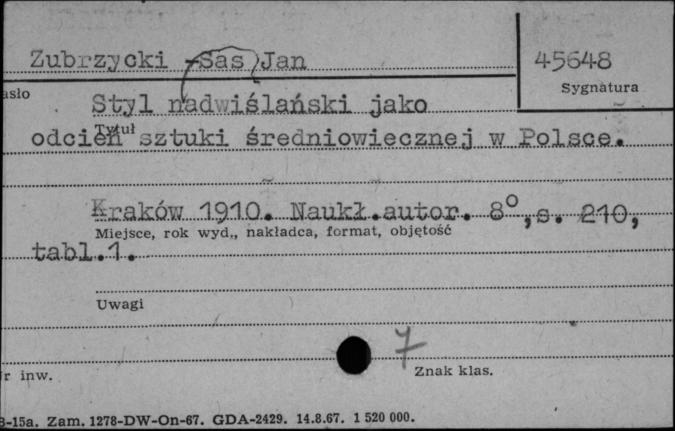 Zubrzycki -Sas Jan
45648
Sygnatura
asło
Styl nadwiślański jako
Tytuł
odcień sztuki średniowiecznej w Polsce.
Kraków 1910. Naukł.autor. 8°,s. 210,
Miejsce, rok wyd., nakładca, format, objętość
tabl.1.
Uwagi
7
Znak klas.
r inw.
3-15a. Zam. 1278-DW-On-67. GDA-2429. 14.8.67. 1 520 000.